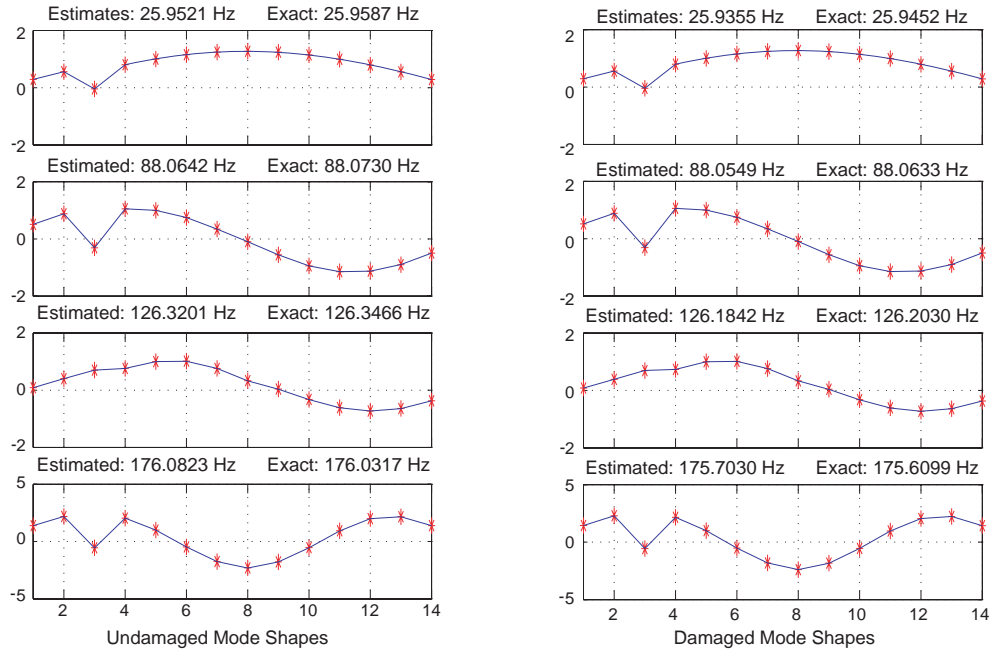 Estimates: 25.9521 Hz Exact: 25.9587 Hz
2
0
-2
Estimated: 88.0642 Hz Exact: 88.0730 Hz
2
0
-2
Estimated: 126.3201 Hz Exact: 126.3466 Hz
2
0
-2
Estimated: 176.0823 Hz Exact: 176.0317 Hz
5
0
-5
2 4 6 8 10 12 14
Undamaged Mode Shapes
Estimates: 25.9355 Hz Exact: 25.9452 Hz
2
0
-2
Estimated: 88.0549 Hz Exact: 88.0633 Hz
2
0
-2
Estimated: 126.1842 Hz Exact: 126.2030 Hz
2
0
-2
Estimated: 175.7030 Hz Exact: 175.6099 Hz
5
0
-5
2 4 6 8 10 12 14
Damaged Mode Shapes